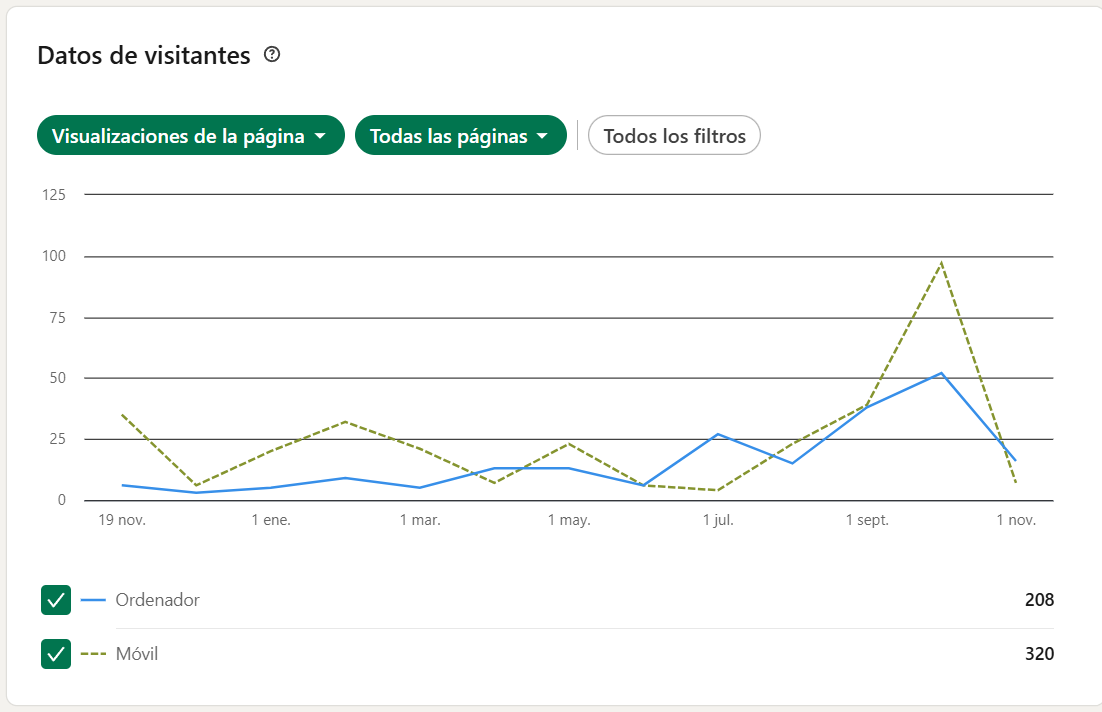 Datos de visitantes
Visualizaciones de la página Todas las páginas Todos los filtros
125
100
75
50
25
0
19 nov. 1 ene. 1 mar. 1 may. 1 jul. 1 sept. 1 nov.
Ordenador 208
Móvil 320